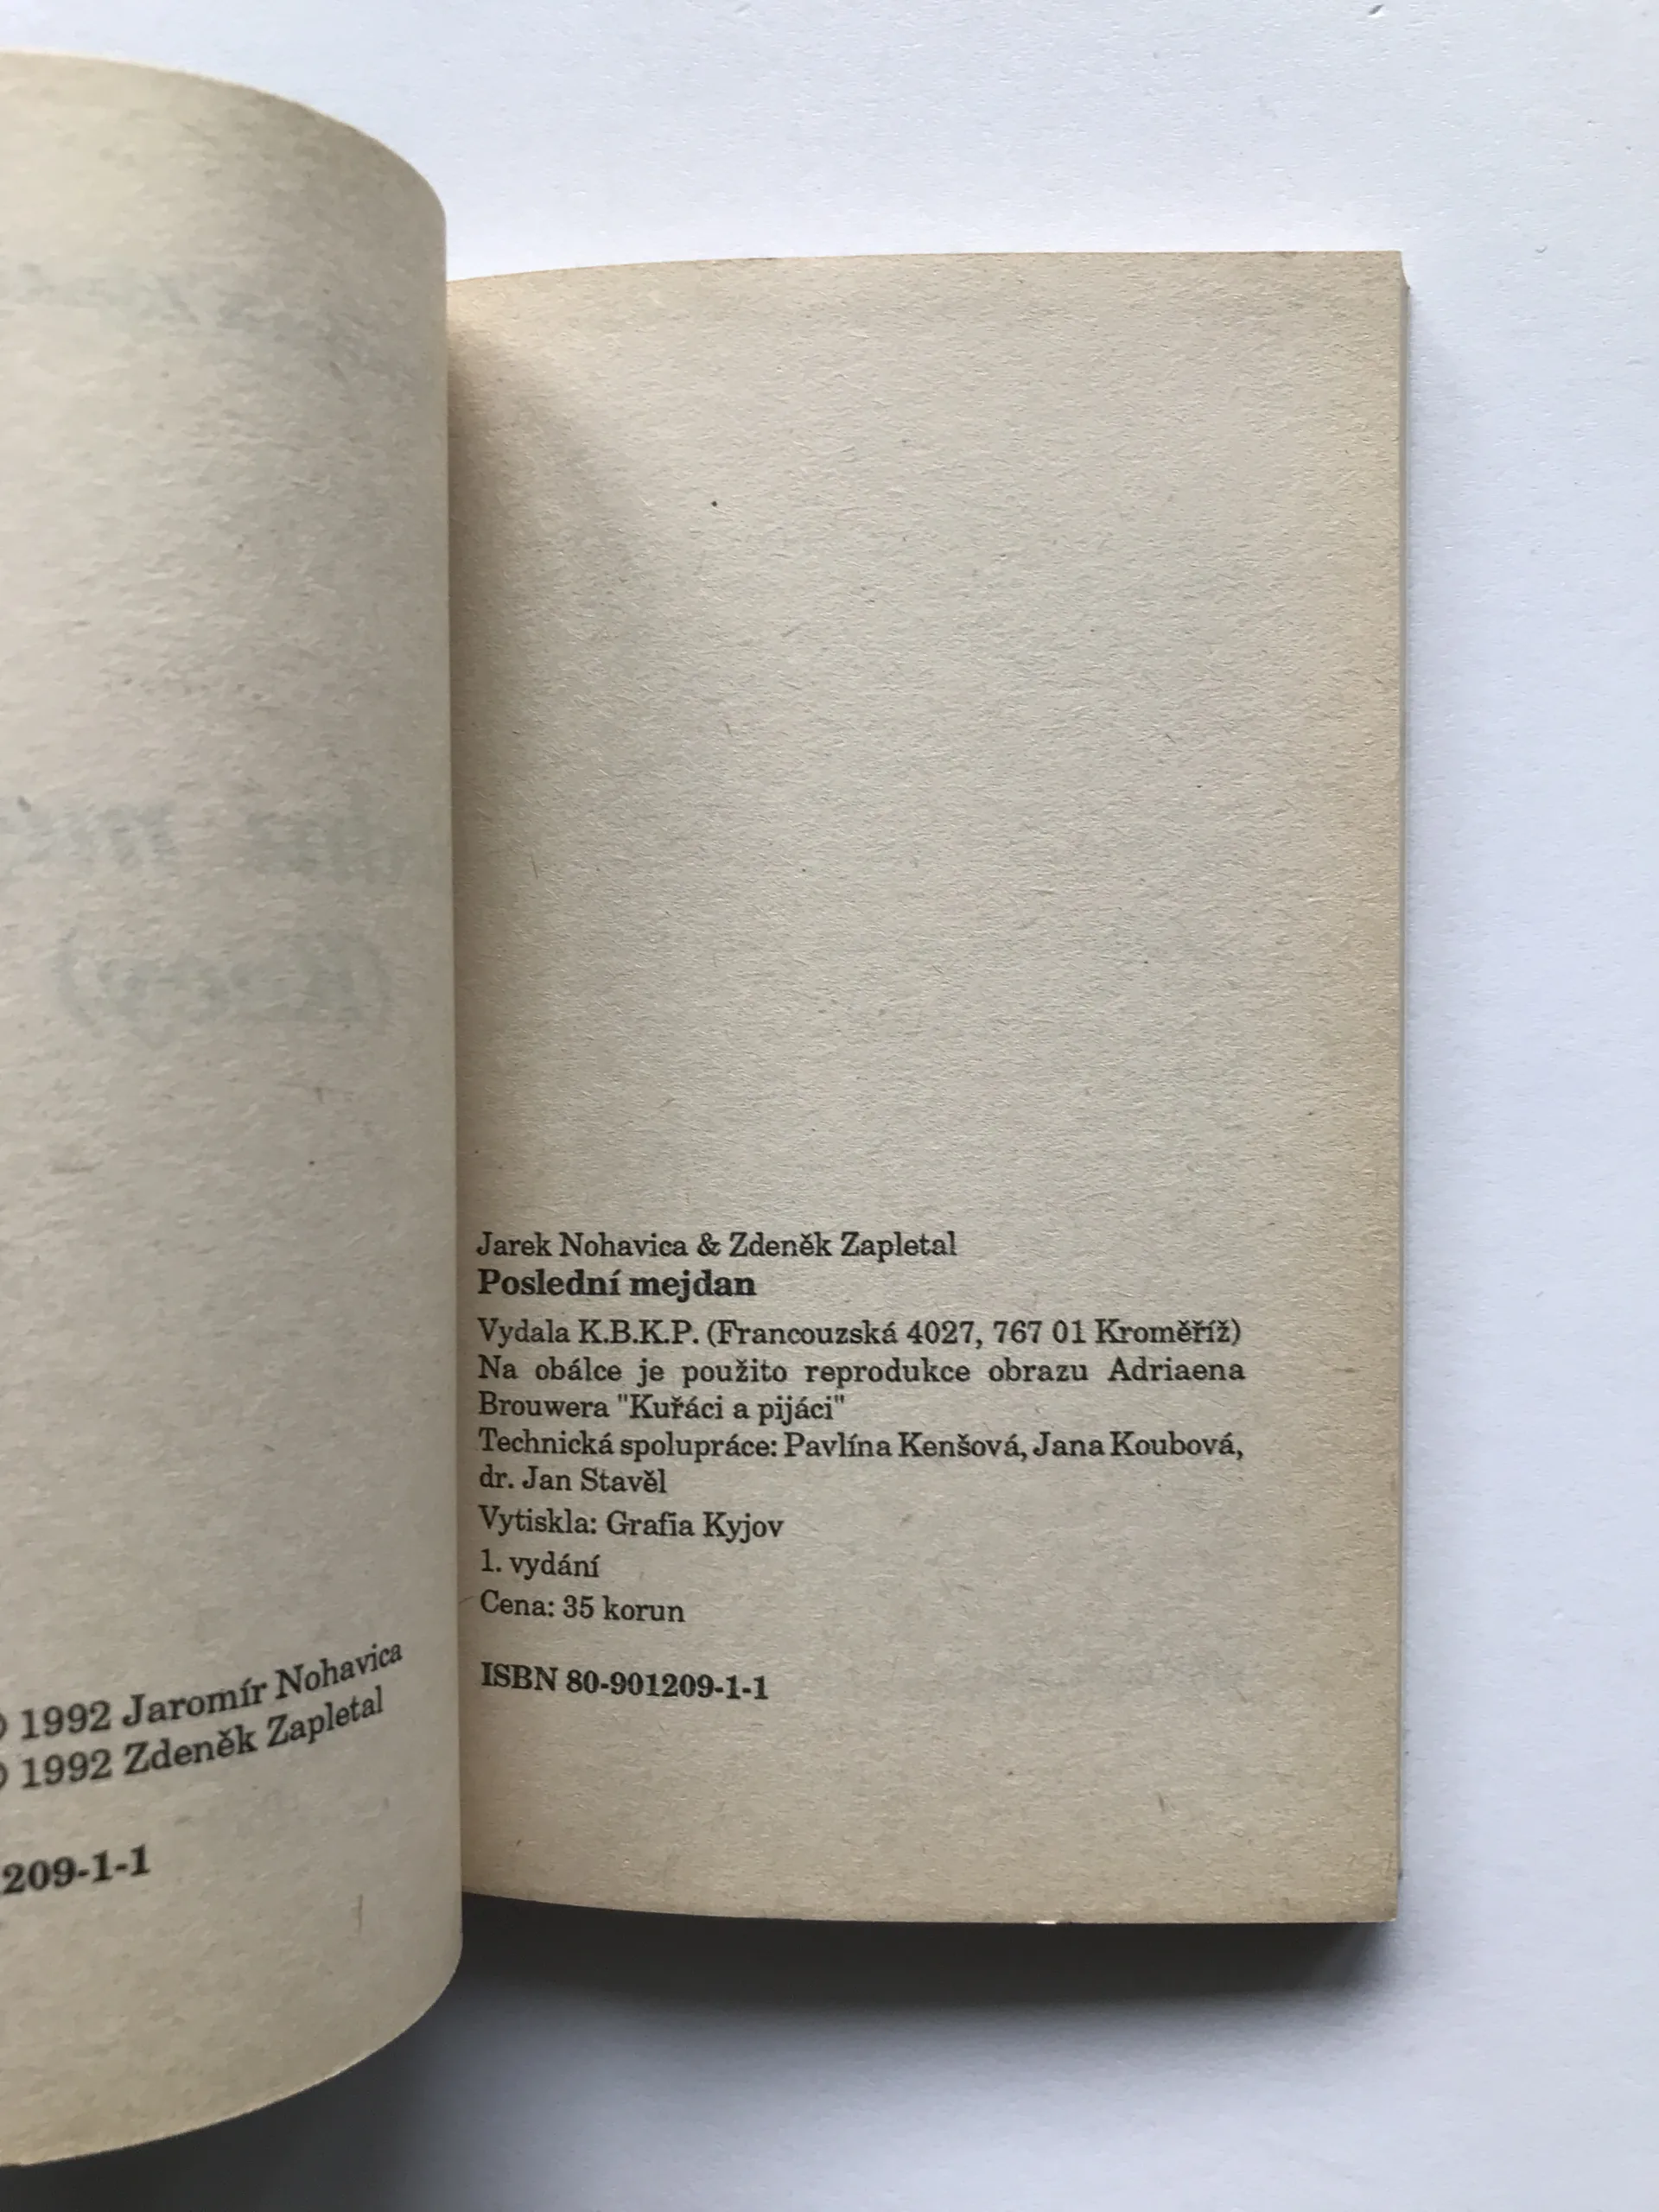 © 1992 Jaromír Nohavica
© 1992 Zdeněk Zapletal
209-1-1
Jarek Nohavica & Zdeněk Zapletal
Poslední mejdan
Vydala K.B.K.P. (Francouzská 4027, 767 01 Kroměříž)
Na obálce je použito reprodukce obrazu Adriaena
Brouwera "Kuřáci a pijáci"
Technická spolupráce: Pavlína Kenšová, Jana Koubová,
dr. Jan Stavěl
Vytiskla: Grafia Kyjov
1. vydání
Cena: 35 korun
ISBN 80-901209-1-1